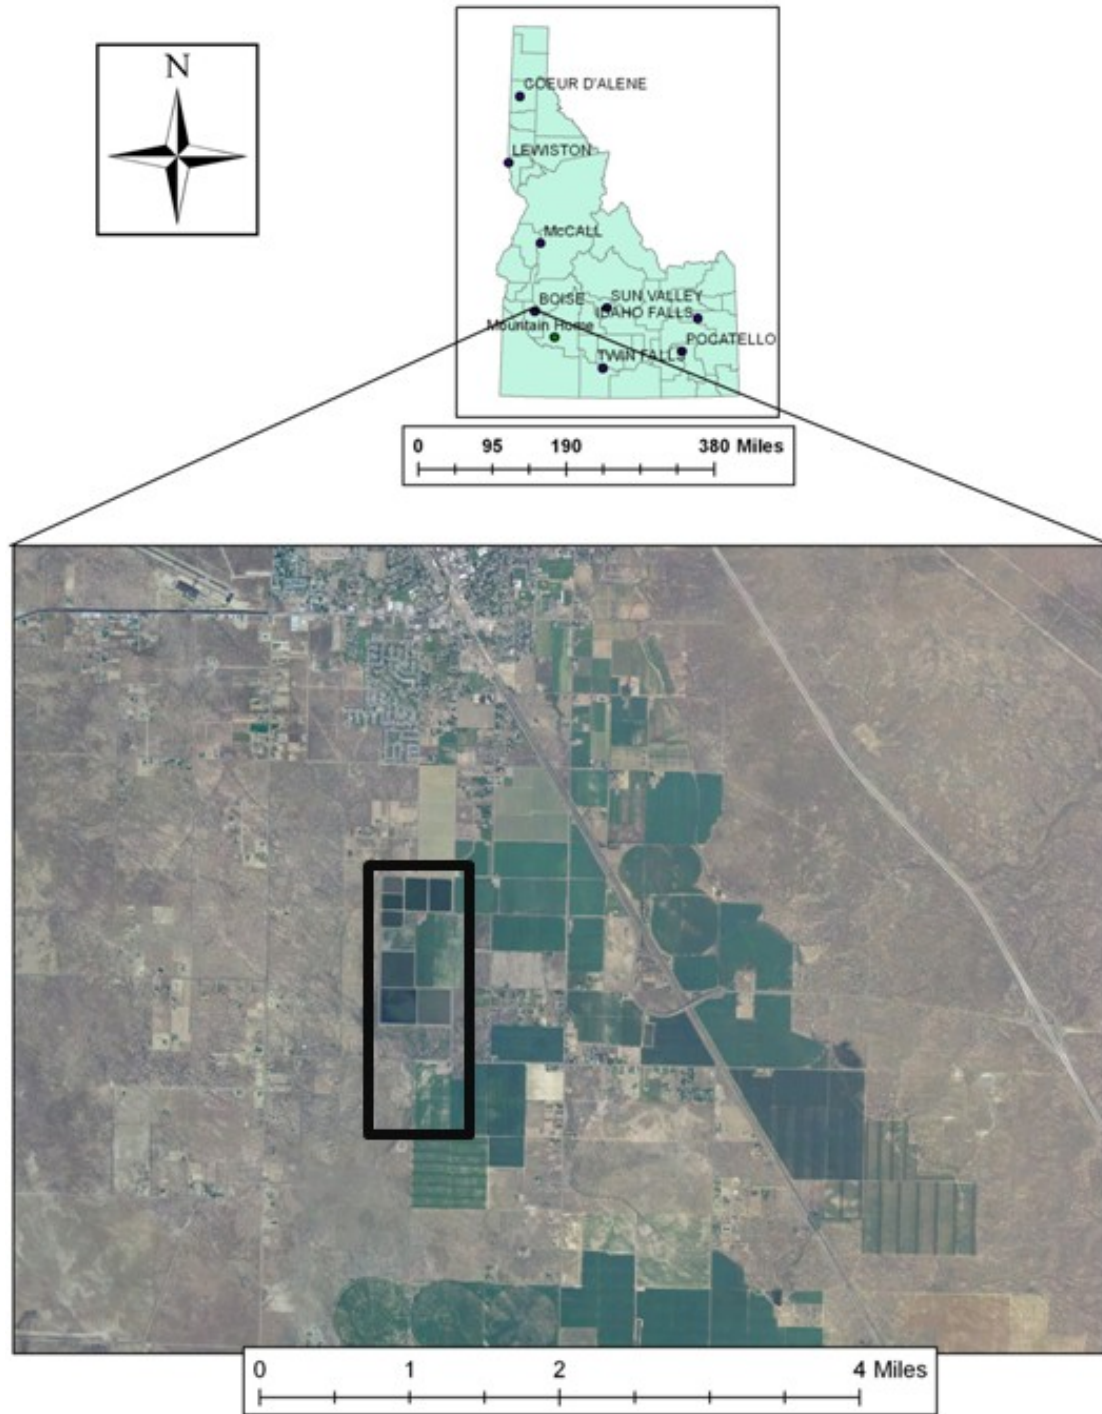 N
COEUR D'ALENE
LEWISTON
McCALL
BOISE
SUN VALLEY
IDAHO FALLS
Mountain Home
POCATELLO
TWIN FALLS
0 95 190 380 Miles
0 1 2 4 Miles